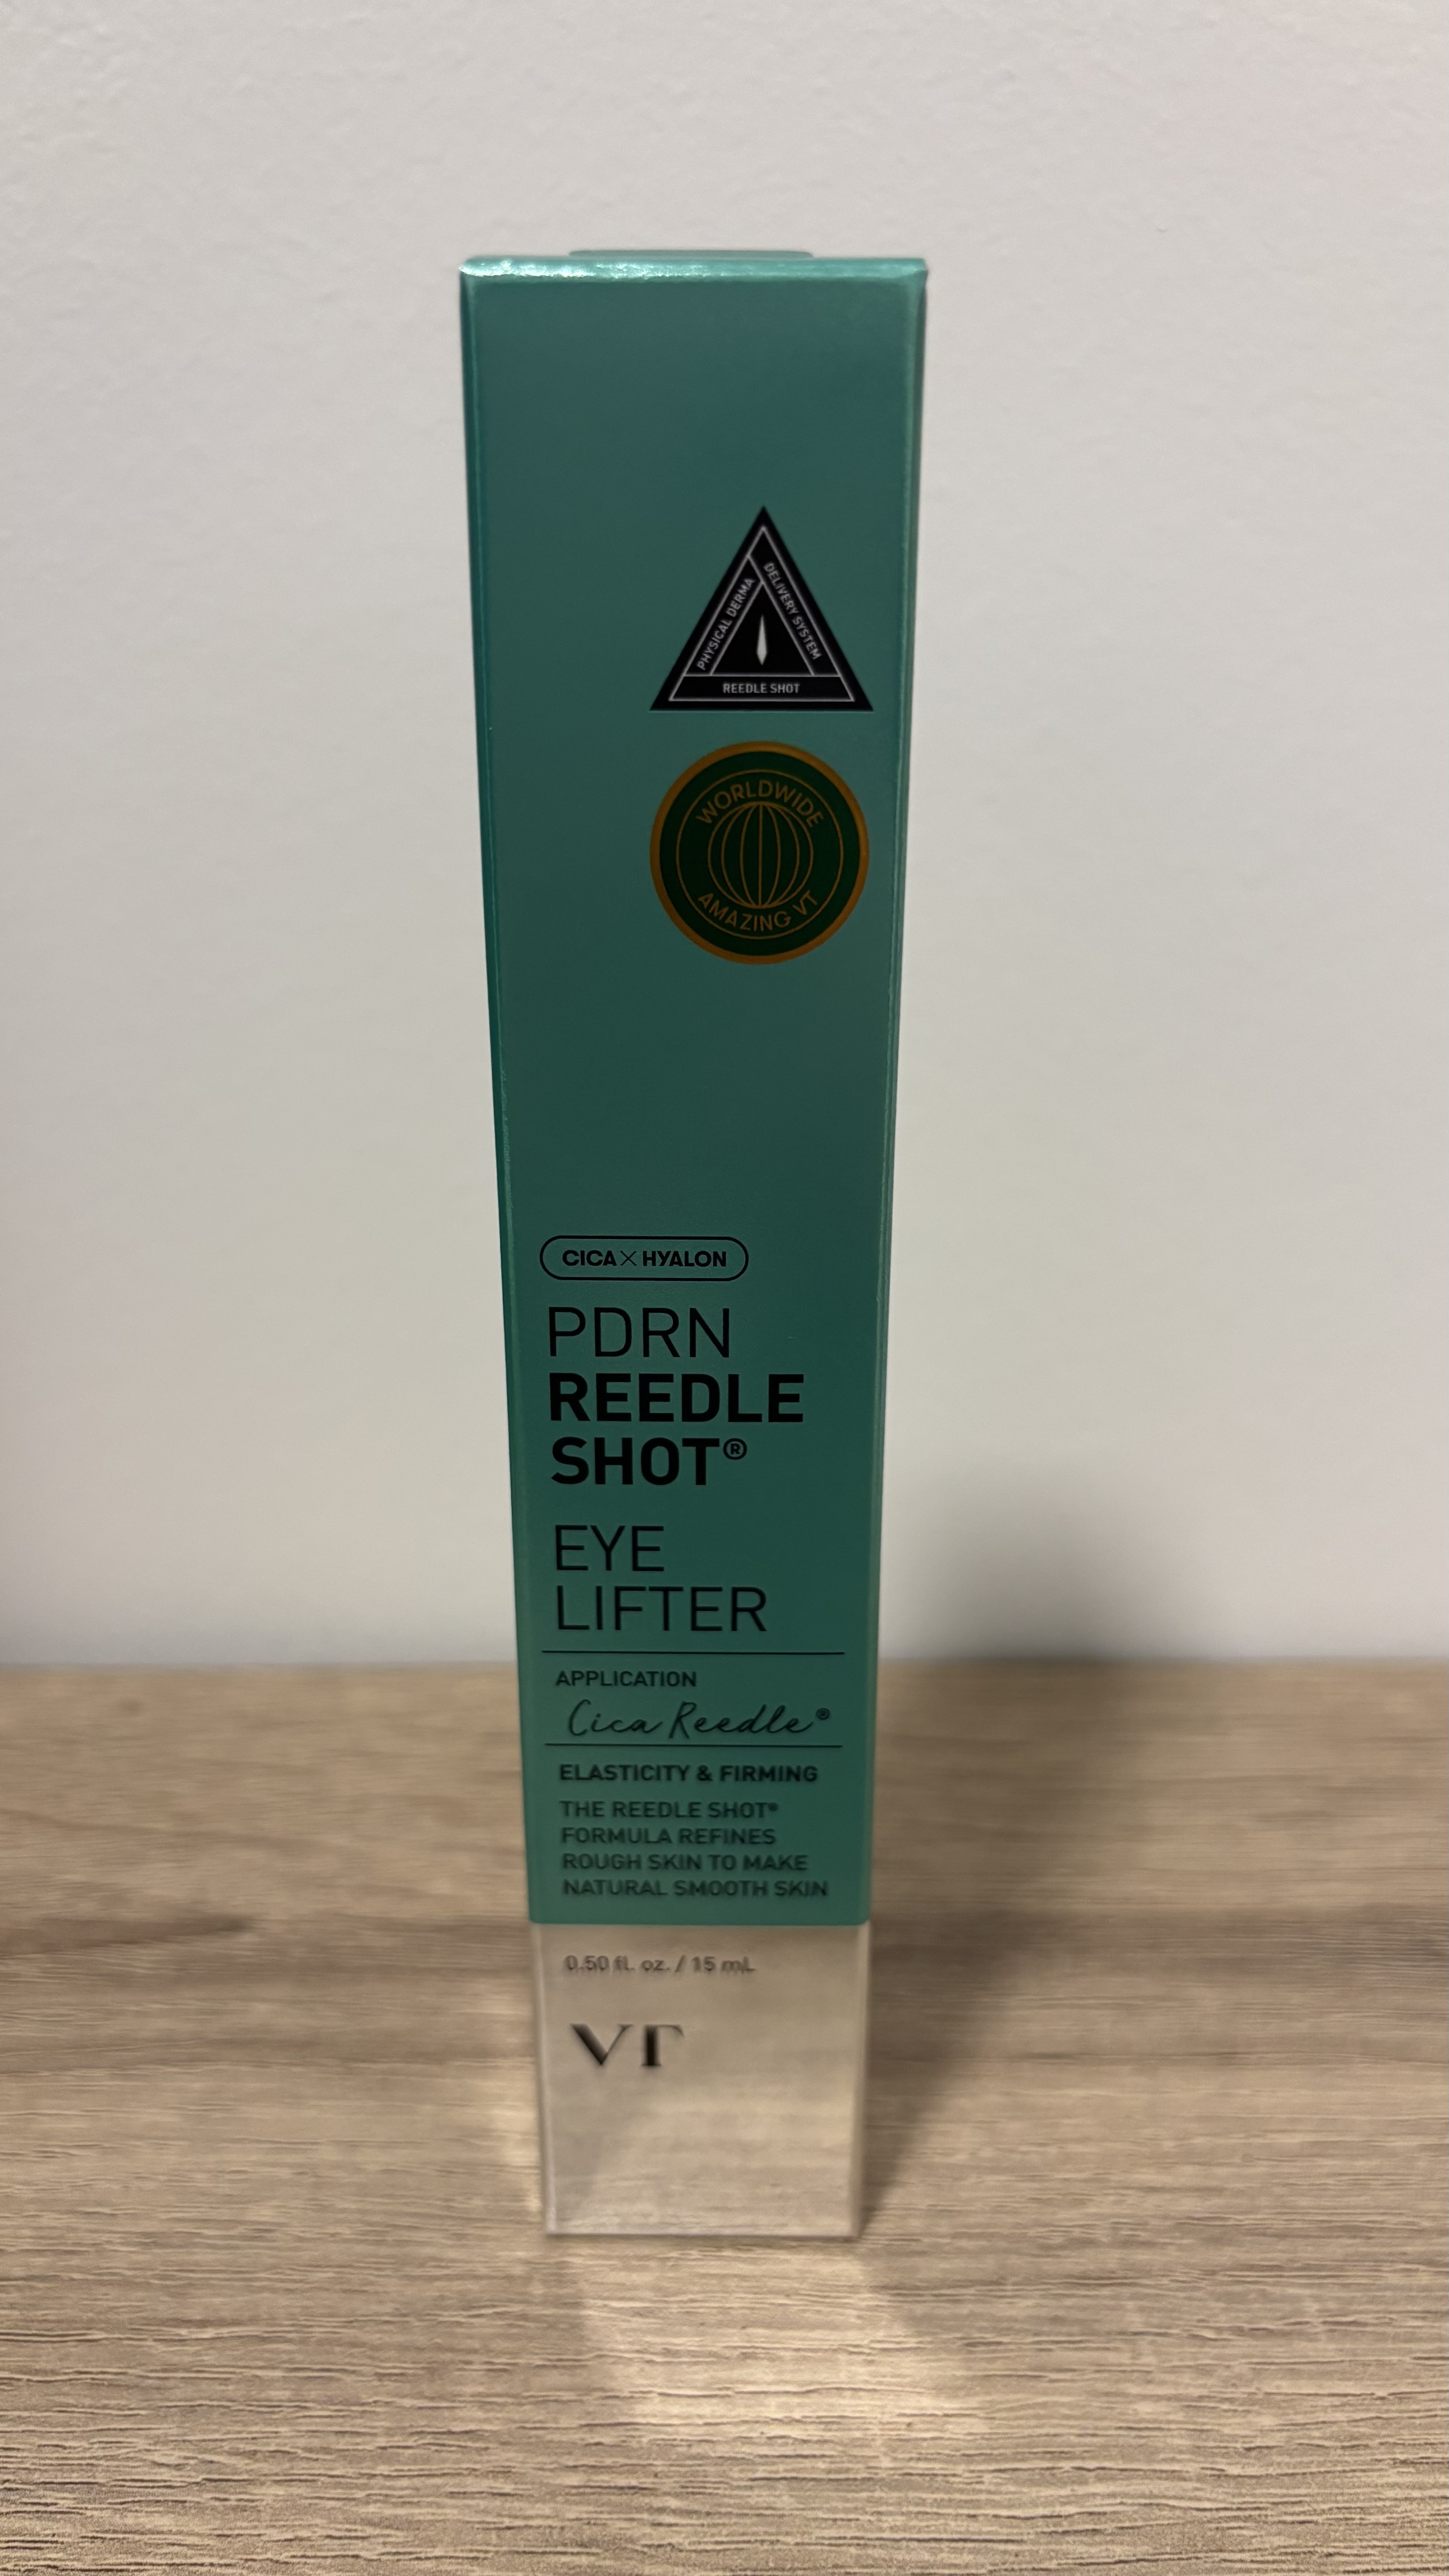 PHYSICAL DERMA
DELIVERY SYSTEM
REEDLE SHOT
WORLDWIDE
AMAZING VT
CICA×HYALON
PDRN
REEDLE
SHOT®
EYE
LIFTER
APPLICATION
Cica Reedle®
ELASTICITY & FIRMING
THE REEDLE SHOT®
FORMULA REFINES
ROUGH SKIN TO MAKE
NATURAL SMOOTH SKIN
0.50 fl. oz. / 15 mL
VT